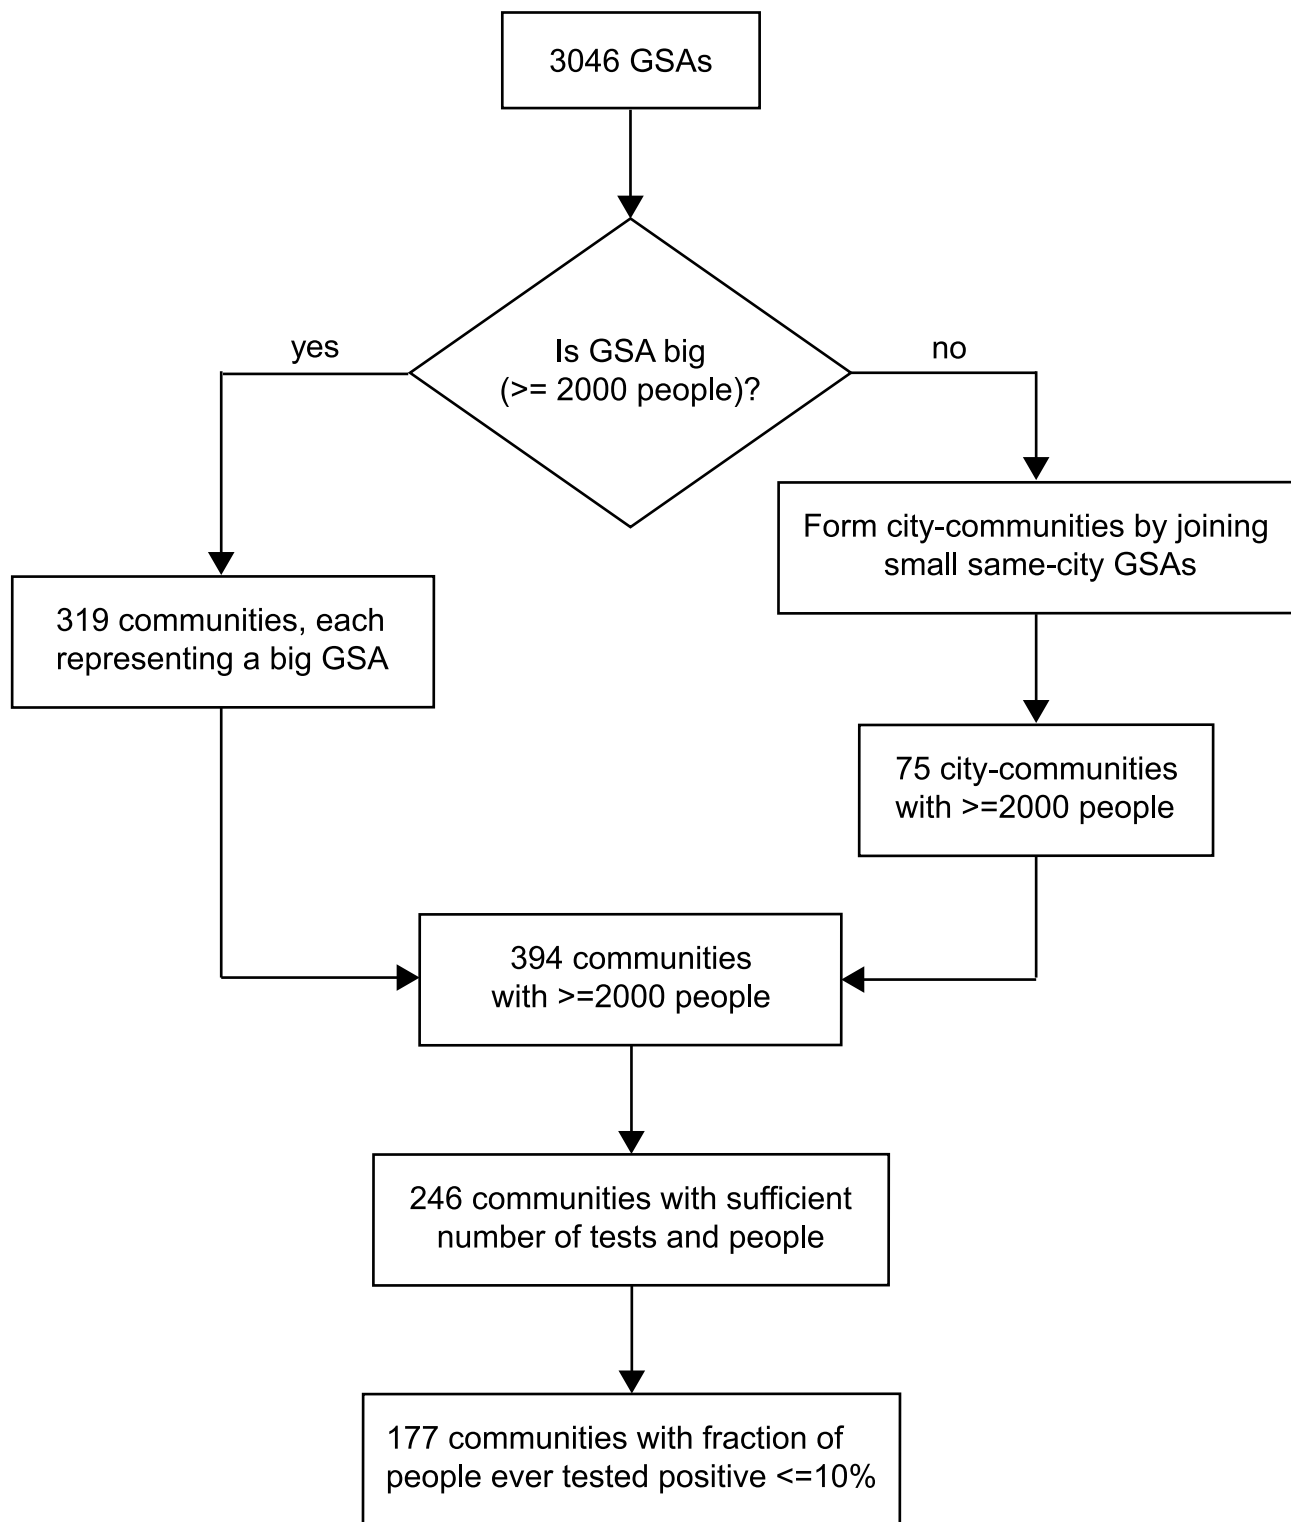 3046 GSAs
Is GSA big
(>= 2000 people)?
yes
no
Form city-communities by joining
small same-city GSAs
319 communities, each
representing a big GSA
75 city-communities
with >=2000 people
394 communities
with >=2000 people
246 communities with sufficient
number of tests and people
177 communities with fraction of
people ever tested positive <=10%